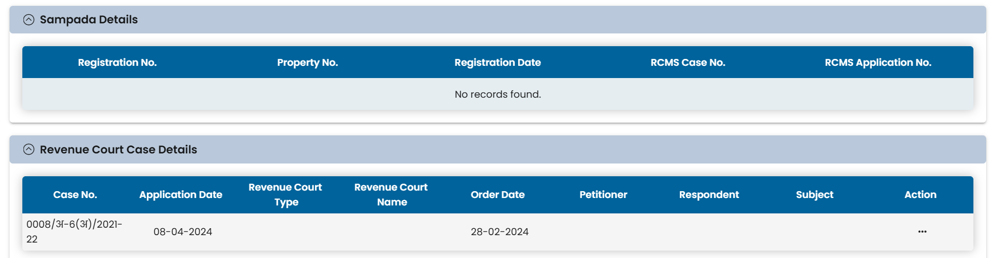 Sampada Details
Registration No. Property No. Registration Date RCMS Case No. RCMS Application No.
No records found.
Revenue Court Case Details
Case No. Application Date Revenue Court Type Revenue Court Name Order Date Petitioner Respondent Subject Action
0008/अ-6(अ)/2021-
22 08-04-2024 28-02-2024 •••